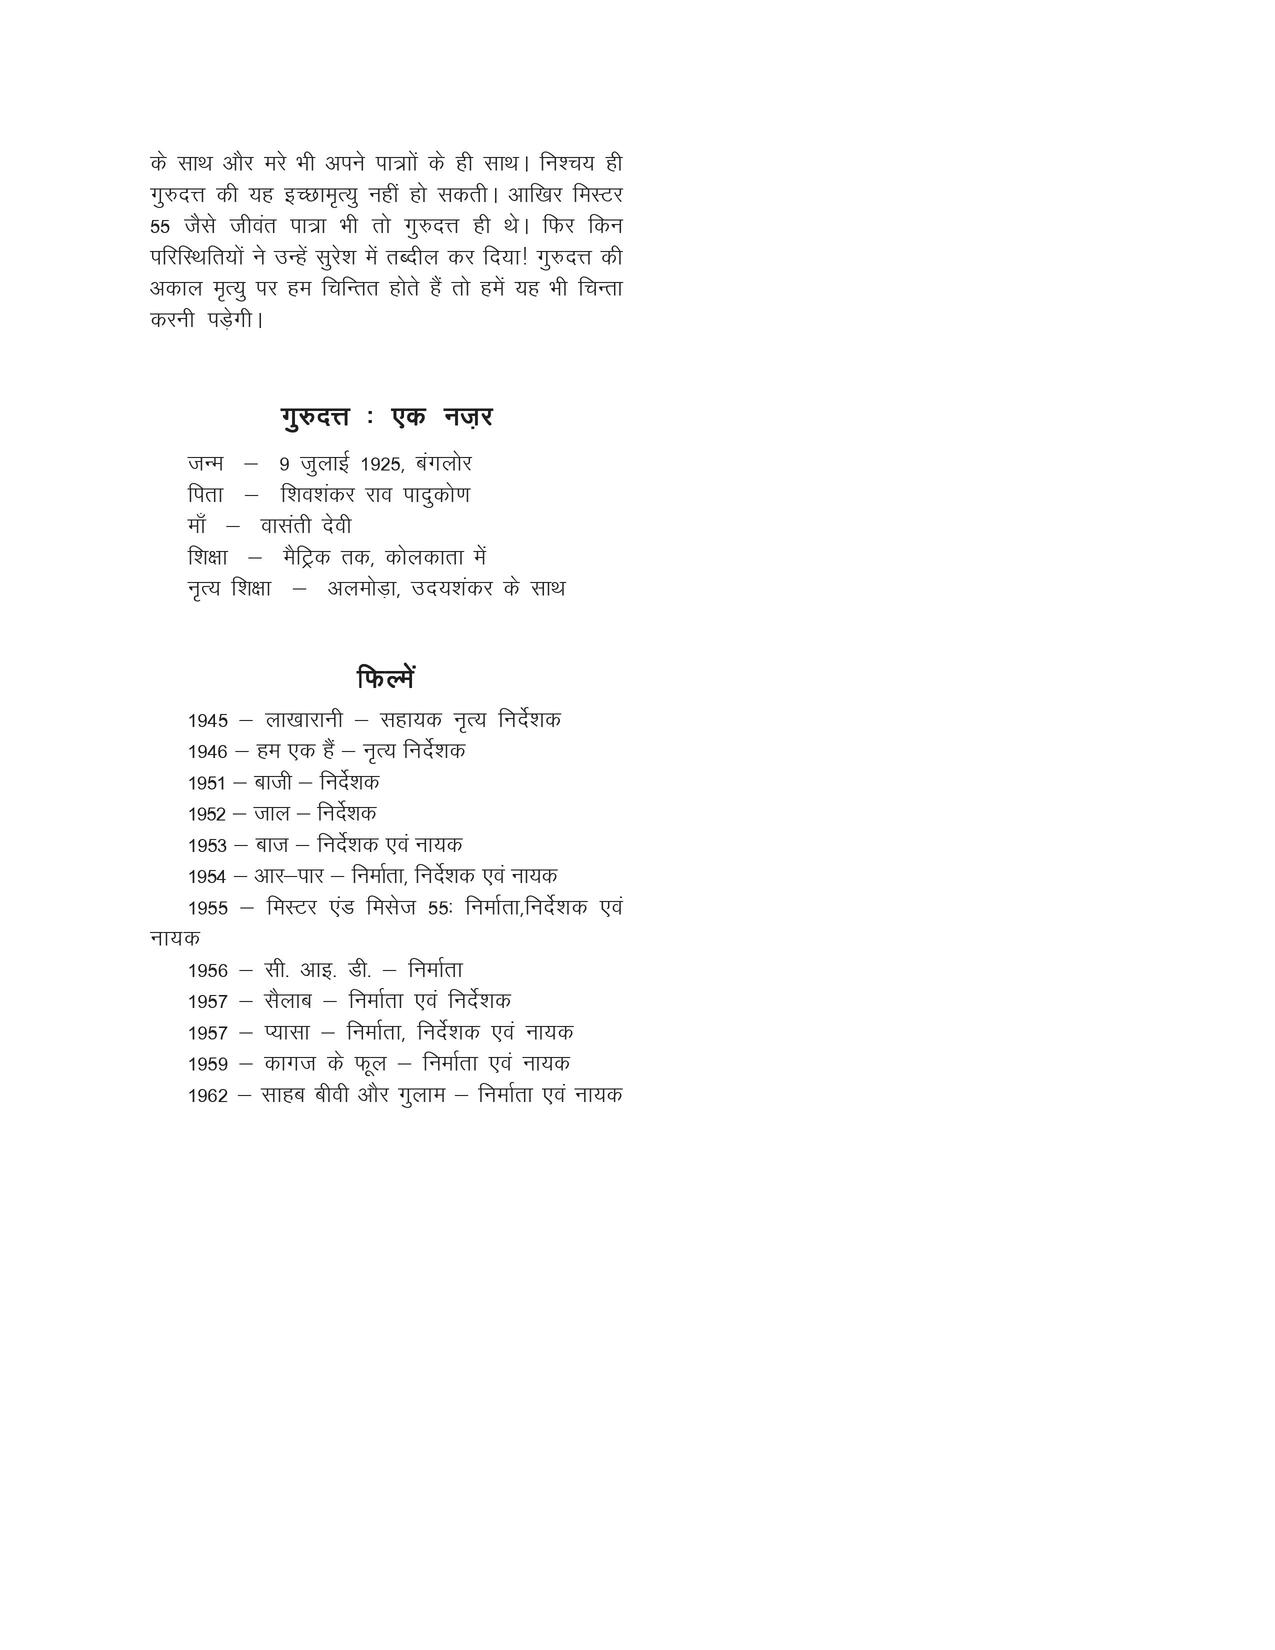 के साथ और मरे भी अपने पात्राों के ही साथ। निश्चय ही
गुरुदत्त की यह इच्छामृत्यु नहीं हो सकती। आखिर मिस्टर
55 जैसे जीवंत पात्रा भी तो गुरुदत्त ही थे। फिर किन
परिस्थितियों ने उन्हें सुरेश में तब्दील कर दिया! गुरुदत्त की
अकाल मृत्यु पर हम चिन्तित होते हैं तो हमें यह भी चिन्ता
करनी पड़ेगी।
गुरुदत्त : एक नज़र
जन्म – 9 जुलाई 1925, बंगलोर
पिता – शिवशंकर राव पादुकोण
माँ – वासंती देवी
शिक्षा – मैट्रिक तक, कोलकाता में
नृत्य शिक्षा – अलमोड़ा, उदयशंकर के साथ
फिल्में
1945 – लाखारानी – सहायक नृत्य निर्देशक
1946 – हम एक हैं – नृत्य निर्देशक
1951 – बाजी – निर्देशक
1952 – जाल – निर्देशक
1953 – बाज – निर्देशक एवं नायक
1954 – आर–पार – निर्माता, निर्देशक एवं नायक
1955 – मिस्टर एंड मिसेज 55: निर्माता,निर्देशक एवं
नायक
1956 – सी. आइ. डी. – निर्माता
1957 – सैलाब – निर्माता एवं निर्देशक
1957 – प्यासा – निर्माता, निर्देशक एवं नायक
1959 – कागज के फूल – निर्माता एवं नायक
1962 – साहब बीवी और गुलाम – निर्माता एवं नायक